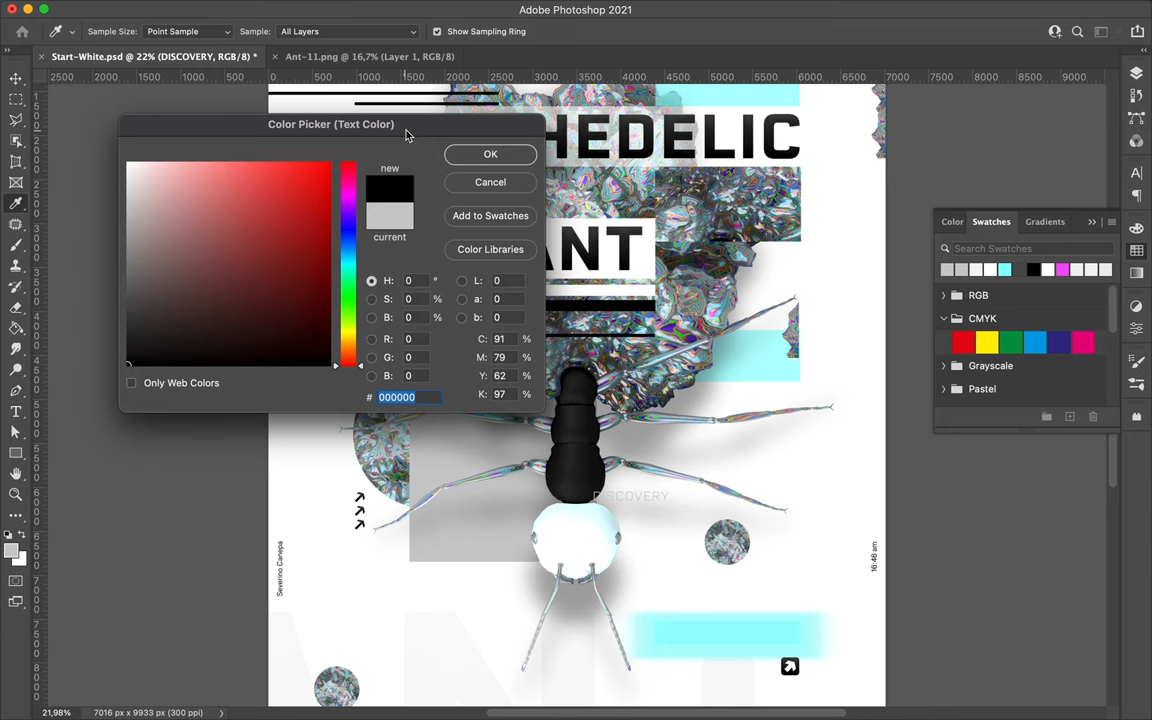 Adobe Photoshop 2021
Sample Size: Point Sample Sample: All Layers Show Sampling Ring
Start-White.psd @ 22% (DISCOVERY, RGB/8) * Ant-11.png @ 16,7% (Layer 1, RGB/8)
2500 2000 1500 1000 500 0 500 1000 1500 2000 2500 3000 3500 4000 4500 5000 5500 6000 6500 7000 7500 8000 8500 9000
Color Picker (Text Color)
new
OK
Cancel
current
Add to Swatches
Color Libraries
H: 0 ° L: 0
S: 0 % a: 0
B: 0 % b: 0
R: 0 C: 91 %
G: 0 M: 79 %
B: 0 Y: 62 %
# 000000 K: 97 %
Only Web Colors
HEDELIC
ANT
DISCOVERY
Severino Canepa
16:46 am
Color Swatches Gradients
Search Swatches
RGB
CMYK
Grayscale
Pastel
21,98% 7016 px x 9933 px (300 ppi)